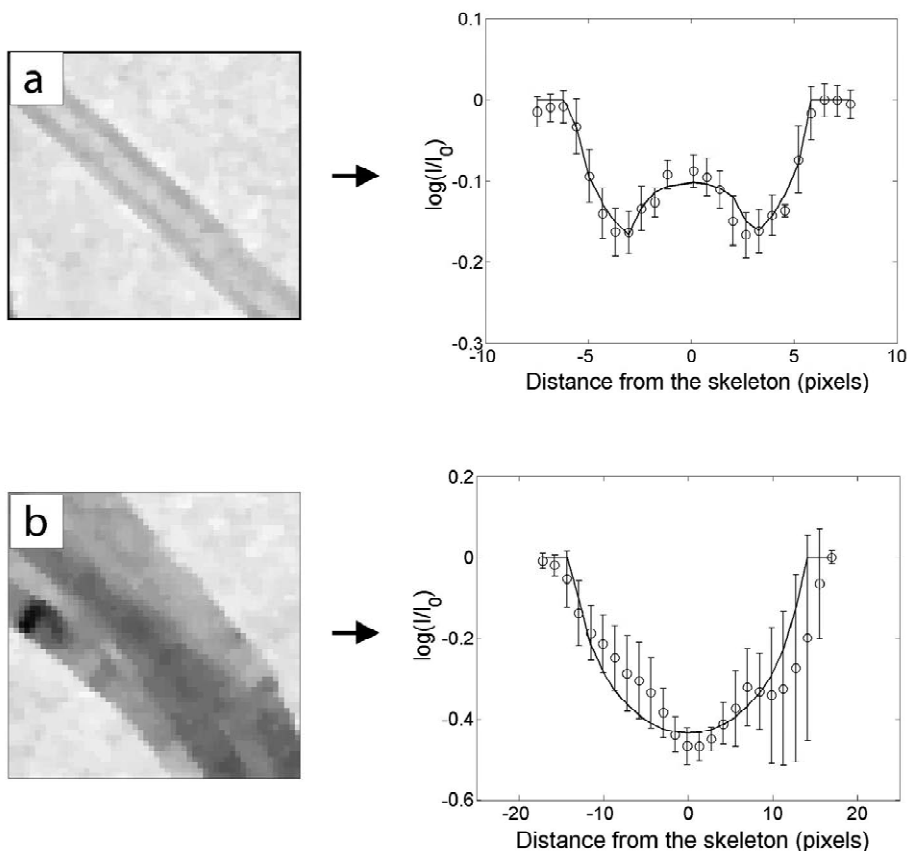 a
0.1
0
-0.1
-0.2
-0.3
log(I/I0)
-10 -5 0 5 10
Distance from the skeleton (pixels)
b
0.2
0
-0.2
-0.4
-0.6
log(I/I0)
-20 -10 0 10 20
Distance from the skeleton (pixels)